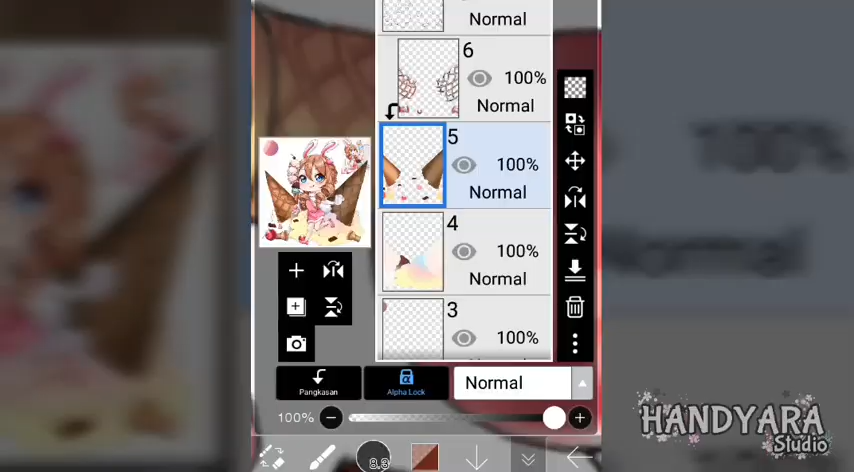 Normal
6
100%
Normal
5
100%
Normal
4
100%
Normal
3
100%
Pangkasan
Alpha Lock
Normal
100%
8.3
HANDYARA
Studio